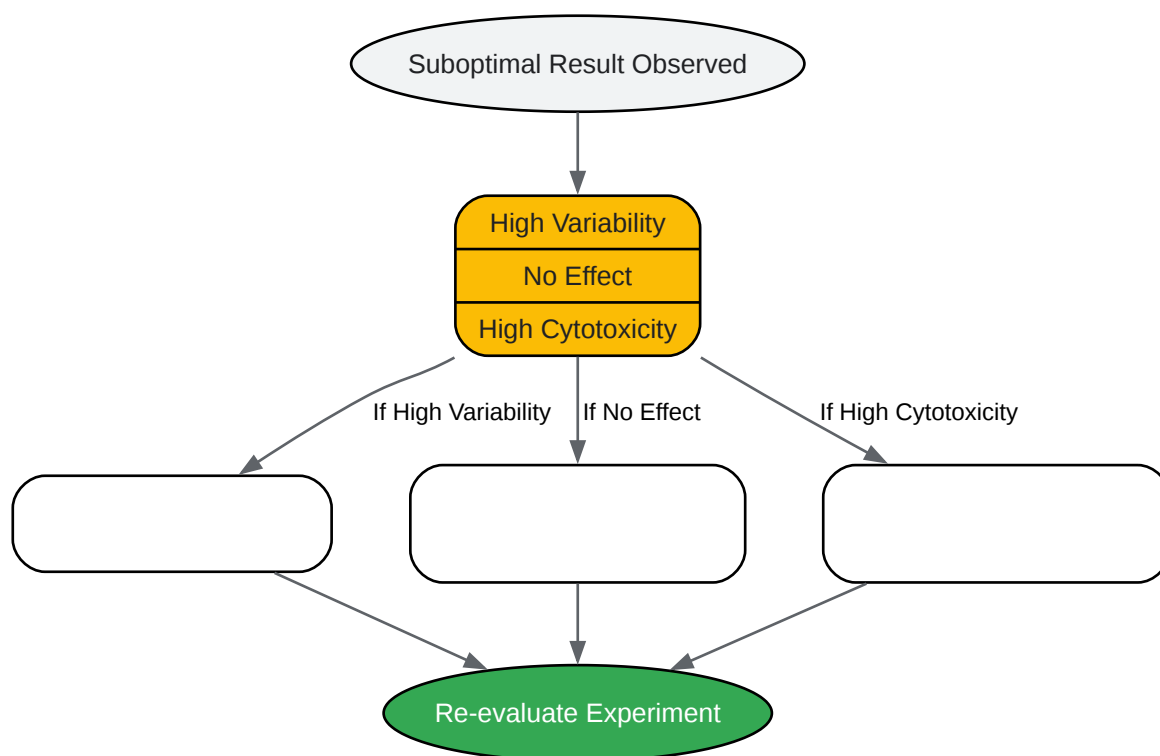 Suboptimal Result Observed
High Variability
No Effect
High Cytotoxicity
If High Variability
If No Effect
If High Cytotoxicity
Re-evaluate Experiment